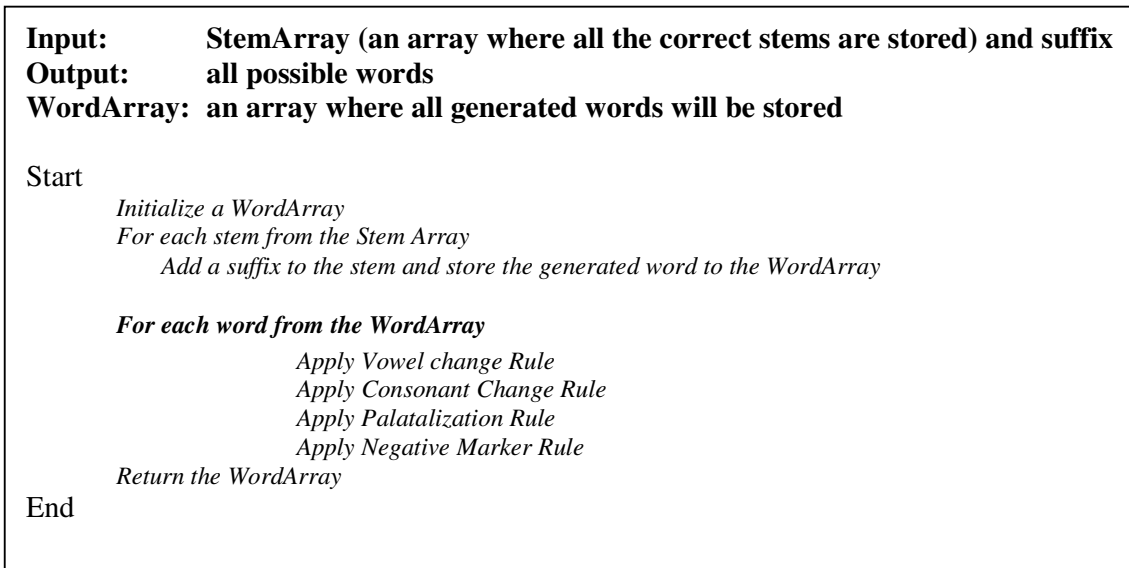 Input: StemArray (an array where all the correct stems are stored) and suffix
Output: all possible words
WordArray: an array where all generated words will be stored
Start
Initialize a WordArray
For each stem from the Stem Array
Add a suffix to the stem and store the generated word to the WordArray
For each word from the WordArray
Apply Vowel change Rule
Apply Consonant Change Rule
Apply Palatalization Rule
Apply Negative Marker Rule
Return the WordArray
End